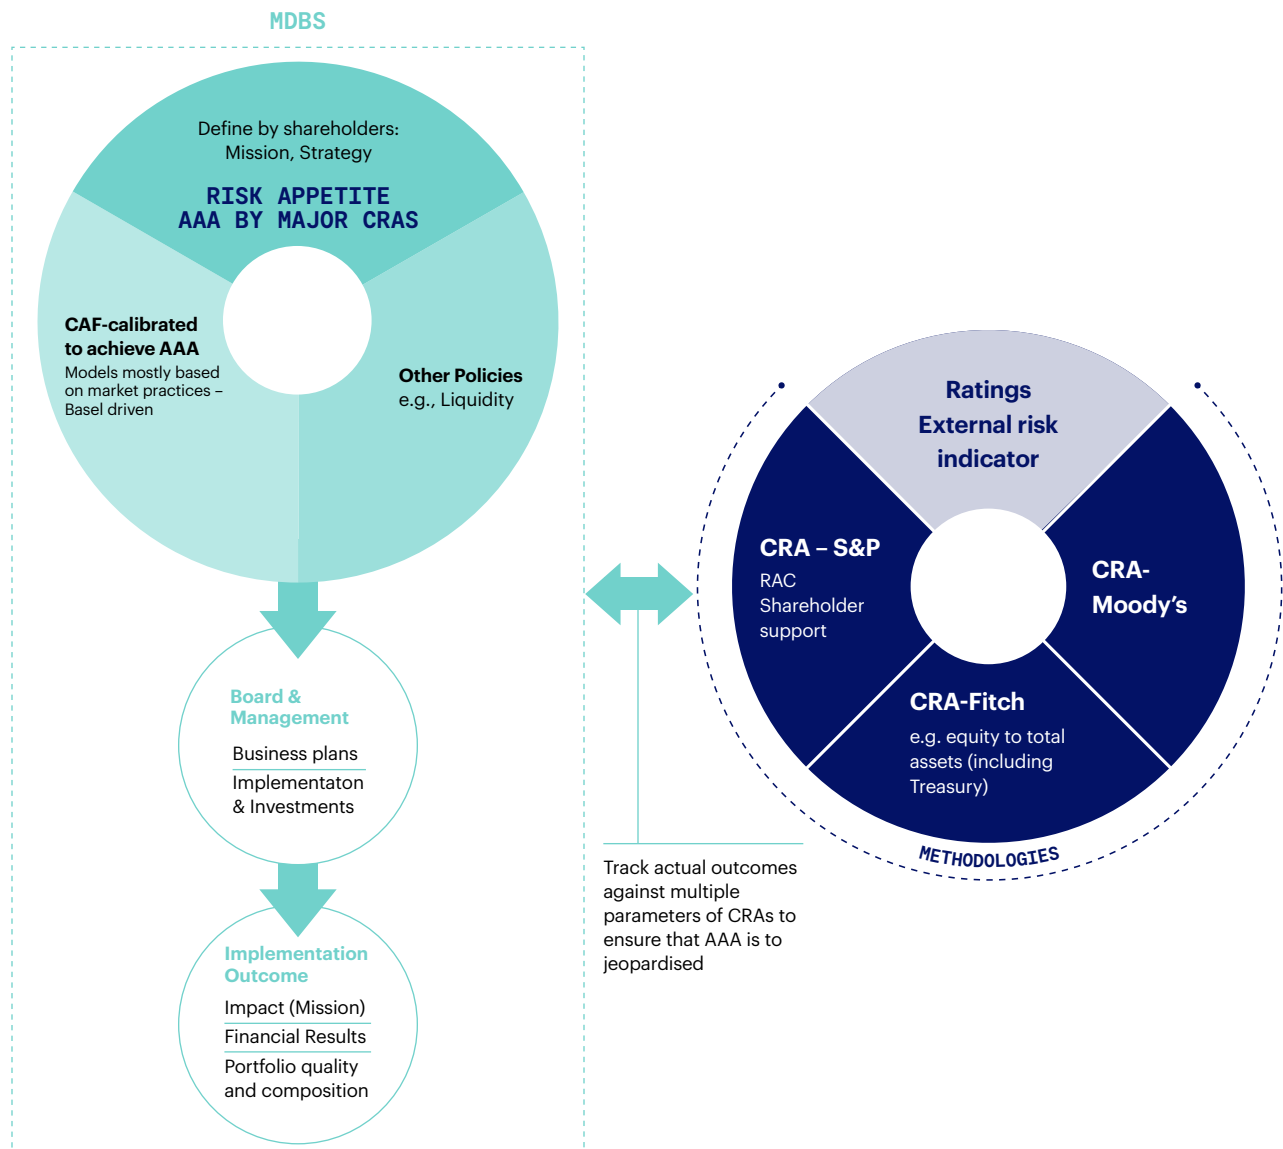 MDBS
Define by shareholders:
Mission, Strategy
RISK APPETITE
AAA BY MAJOR CRAS
CAF-calibrated
to achieve AAA
Models mostly based
on market practices –
Basel driven
Other Policies
e.g., Liquidity
Board &
Management
Business plans
Implementaton
& Investments
Implementation
Outcome
Impact (Mission)
Financial Results
Portfolio quality
and composition
Track actual outcomes
against multiple
parameters of CRAs to
ensure that AAA is to
jeopardised
Ratings
External risk
indicator
CRA – S&P
RAC
Shareholder
support
CRA-
Moody’s
CRA-Fitch
e.g. equity to total
assets (including
Treasury)
METHODOLOGIES